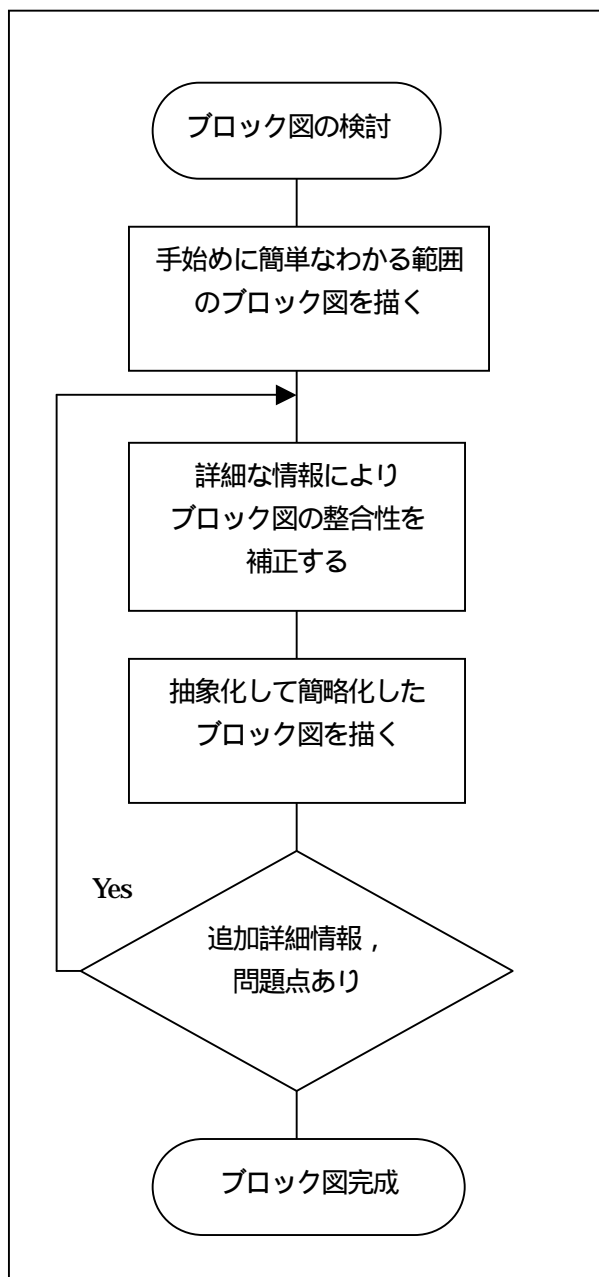 ブロック図の検討
手始めに簡単なわかる範囲
のブロック図を描く
詳細な情報により
ブロック図の整合性を
補正する
抽象化して簡略化した
ブロック図を描く
Yes
追加詳細情報，
問題点あり
ブロック図完成